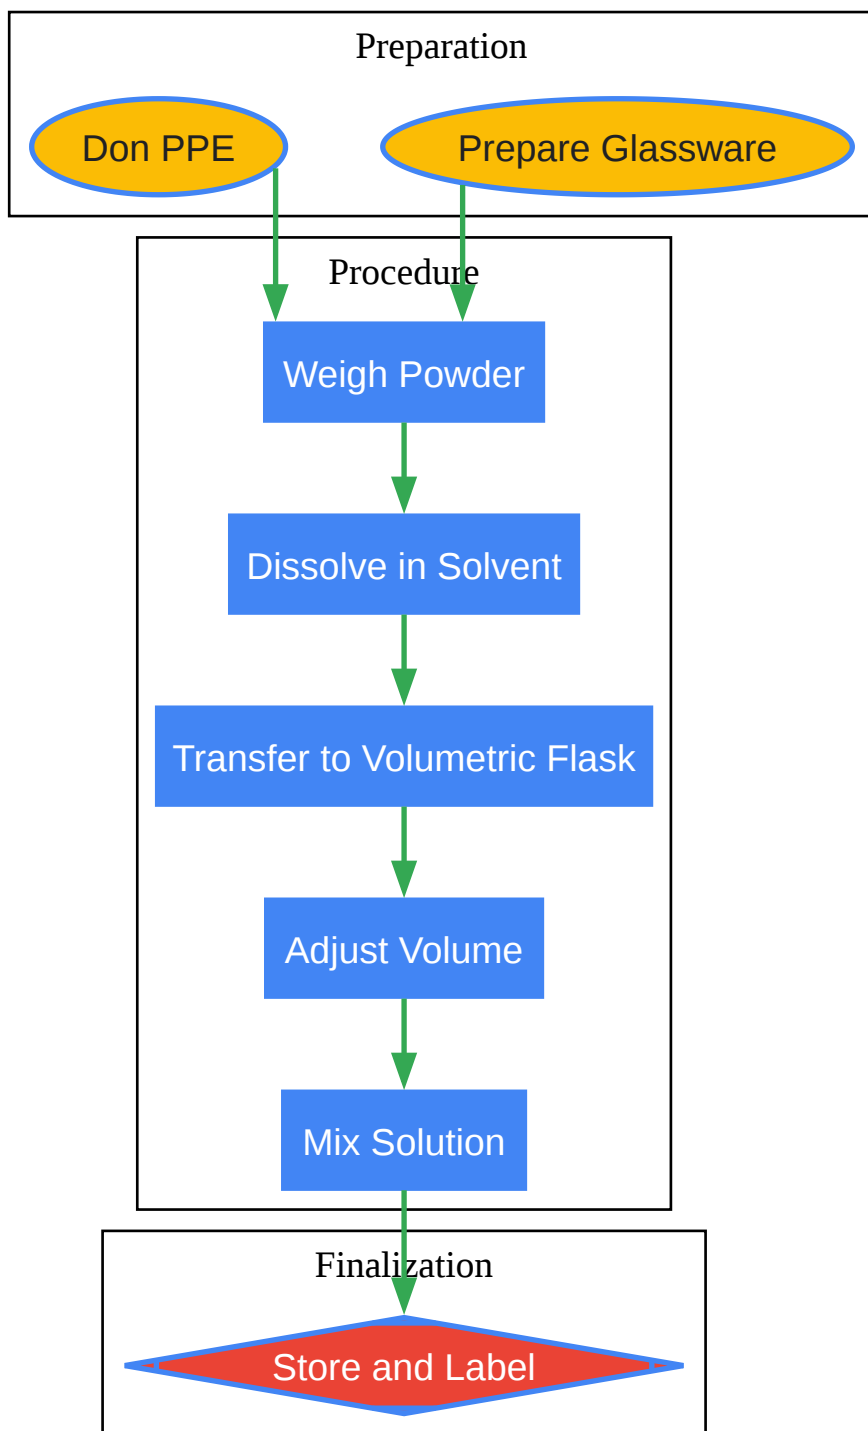 Preparation
Don PPE
Prepare Glassware
Procedure
Weigh Powder
Dissolve in Solvent
Transfer to Volumetric Flask
Adjust Volume
Mix Solution
Finalization
Store and Label